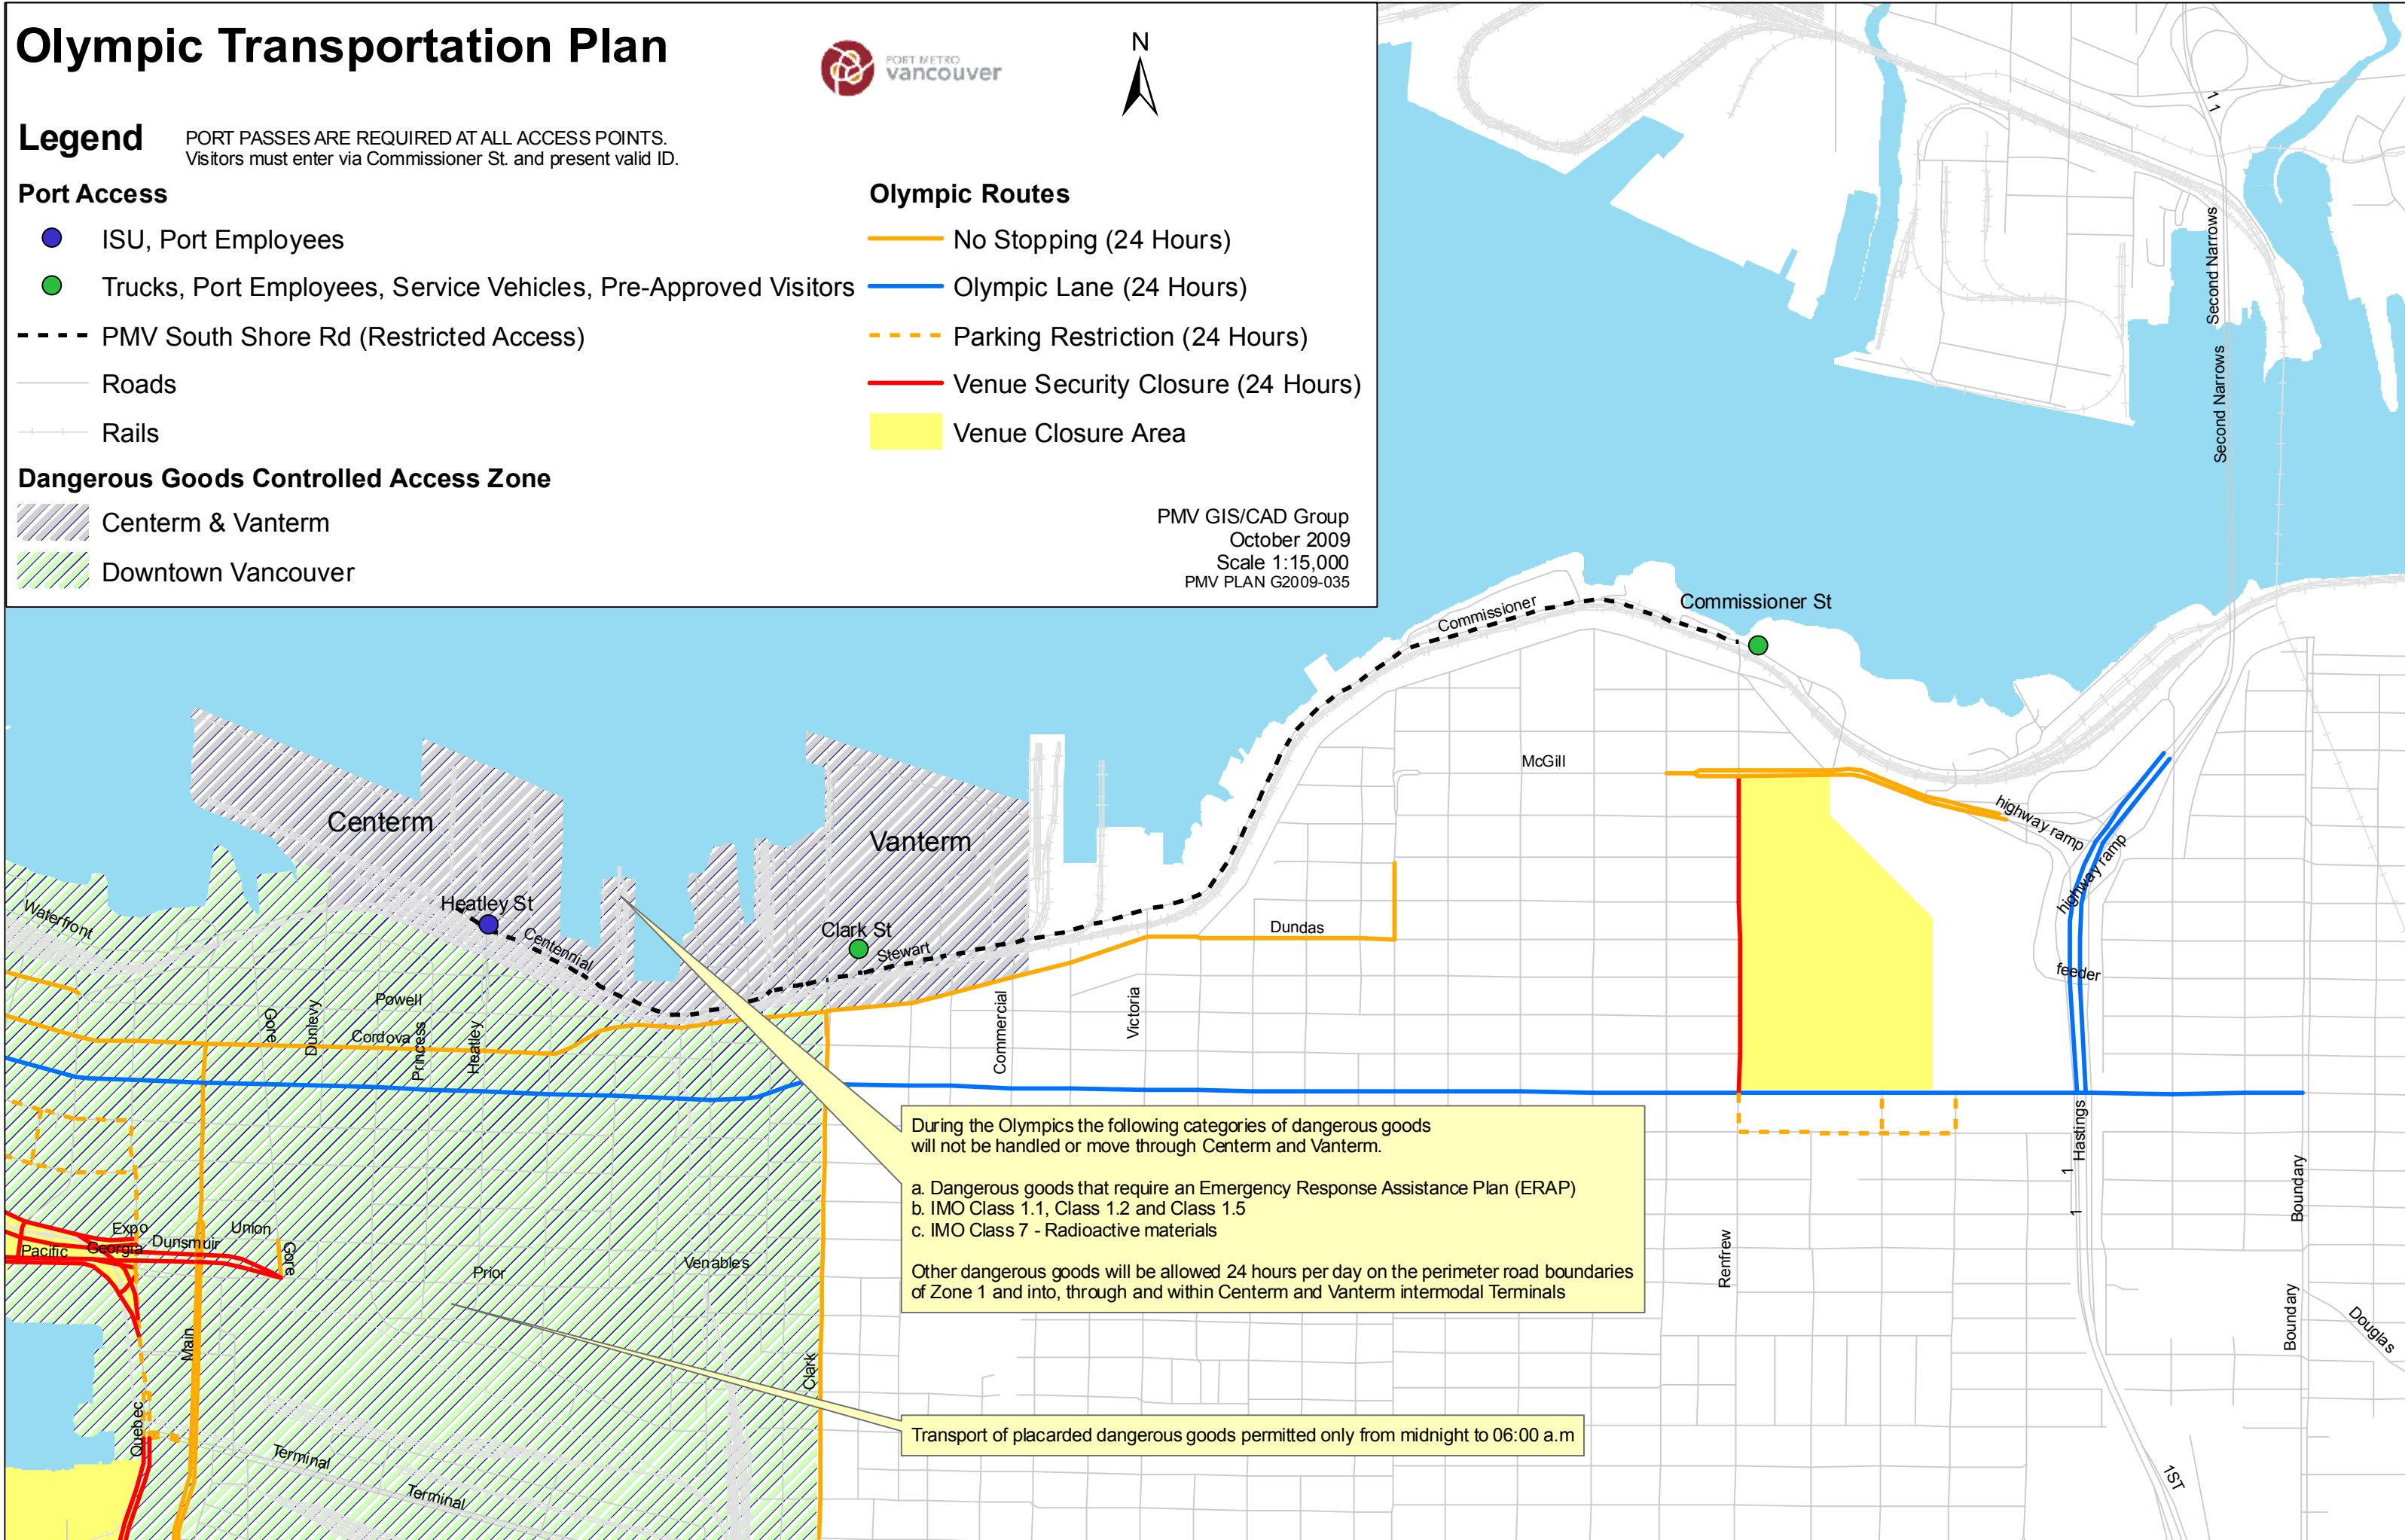 Olympic Transportation Plan
PORT METRO
vancouver
N
Legend
PORT PASSES ARE REQUIRED AT ALL ACCESS POINTS.
Visitors must enter via Commissioner St. and present valid ID.
Port Access
ISU, Port Employees
Trucks, Port Employees, Service Vehicles, Pre-Approved Visitors
PMV South Shore Rd (Restricted Access)
Roads
Rails
Dangerous Goods Controlled Access Zone
Centerm & Vanterm
Downtown Vancouver
Olympic Routes
No Stopping (24 Hours)
Olympic Lane (24 Hours)
Parking Restriction (24 Hours)
Venue Security Closure (24 Hours)
Venue Closure Area
PMV GIS/CAD Group
October 2009
Scale 1:15,000
PMV PLAN G2009-035
1 1
Second Narrows
Second Narrows
Commissioner St
Commissioner
McGill
highway ramp
highway ramp
feeder
Centerm
Vanterm
Heatley St
Clark St
Centennial
Stewart
Dundas
Waterfront
Powell
Cordova
Gore
Dunlevy
Princess
Heatley
Commercial
Victoria
During the Olympics the following categories of dangerous goods
will not be handled or move through Centerm and Vanterm.
a. Dangerous goods that require an Emergency Response Assistance Plan (ERAP)
b. IMO Class 1.1, Class 1.2 and Class 1.5
c. IMO Class 7 - Radioactive materials
Other dangerous goods will be allowed 24 hours per day on the perimeter road boundaries
of Zone 1 and into, through and within Centerm and Vanterm intermodal Terminals
Hastings
1
1
Boundary
Boundary
Renfrew
Douglas
Expo
Union
Pacific
Georgia
Dunsmuir
Gore
Prior
Venables
Main
Clark
Quebec
Terminal
Terminal
Transport of placarded dangerous goods permitted only from midnight to 06:00 a.m
1ST